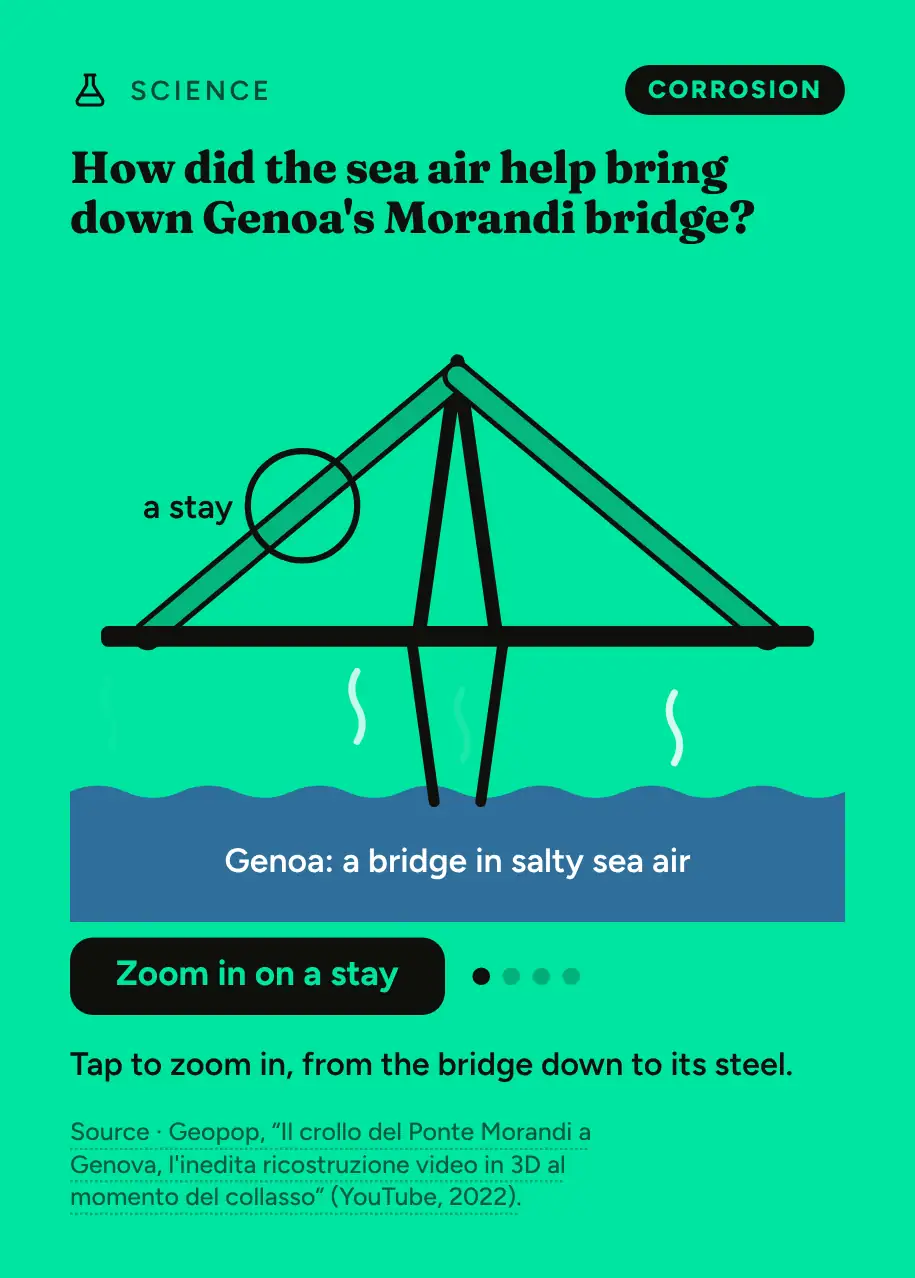 SCIENCE
CORROSION
How did the sea air help bring
down Genoa's Morandi bridge?
a stay
Genoa: a bridge in salty sea air
Zoom in on a stay
Tap to zoom in, from the bridge down to its steel.
Source · Geopop, “Il crollo del Ponte Morandi a
Genova, l'inedita ricostruzione video in 3D al
momento del collasso” (YouTube, 2022).